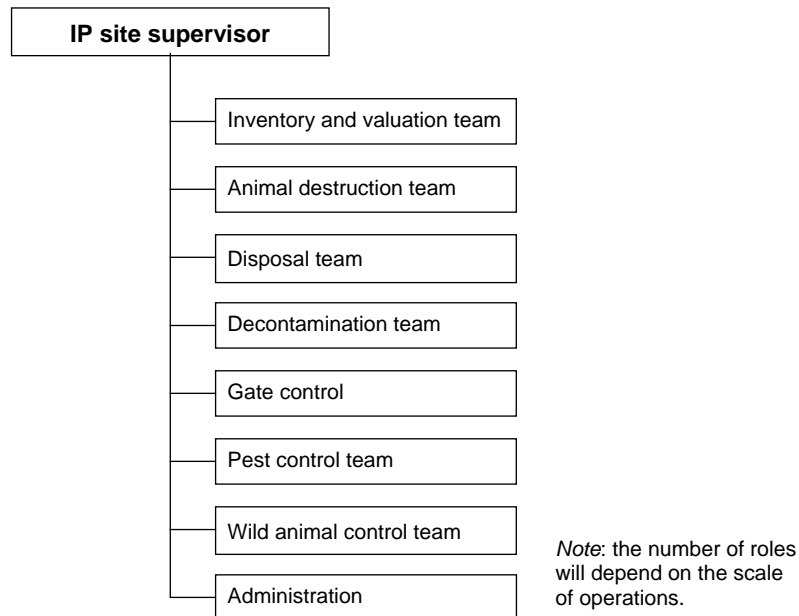 IP site supervisor
Inventory and valuation team
Animal destruction team
Disposal team
Decontamination team
Gate control
Pest control team
Wild animal control team
Administration
Note: the number of roles
will depend on the scale
of operations.